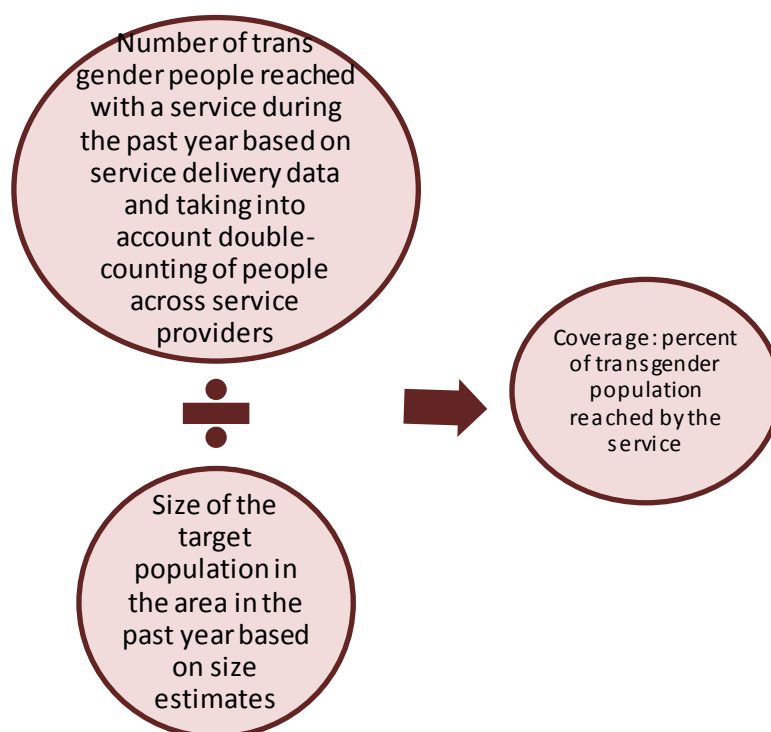 Number of trans
gender people reached
with a service during
the past year based on
service delivery data
and taking into
account double-
counting of people
across service
providers
Coverage: percent
of transgender
population
reached by the
service
Size of the
target
population in
the area in the
past year based
on size
estimates